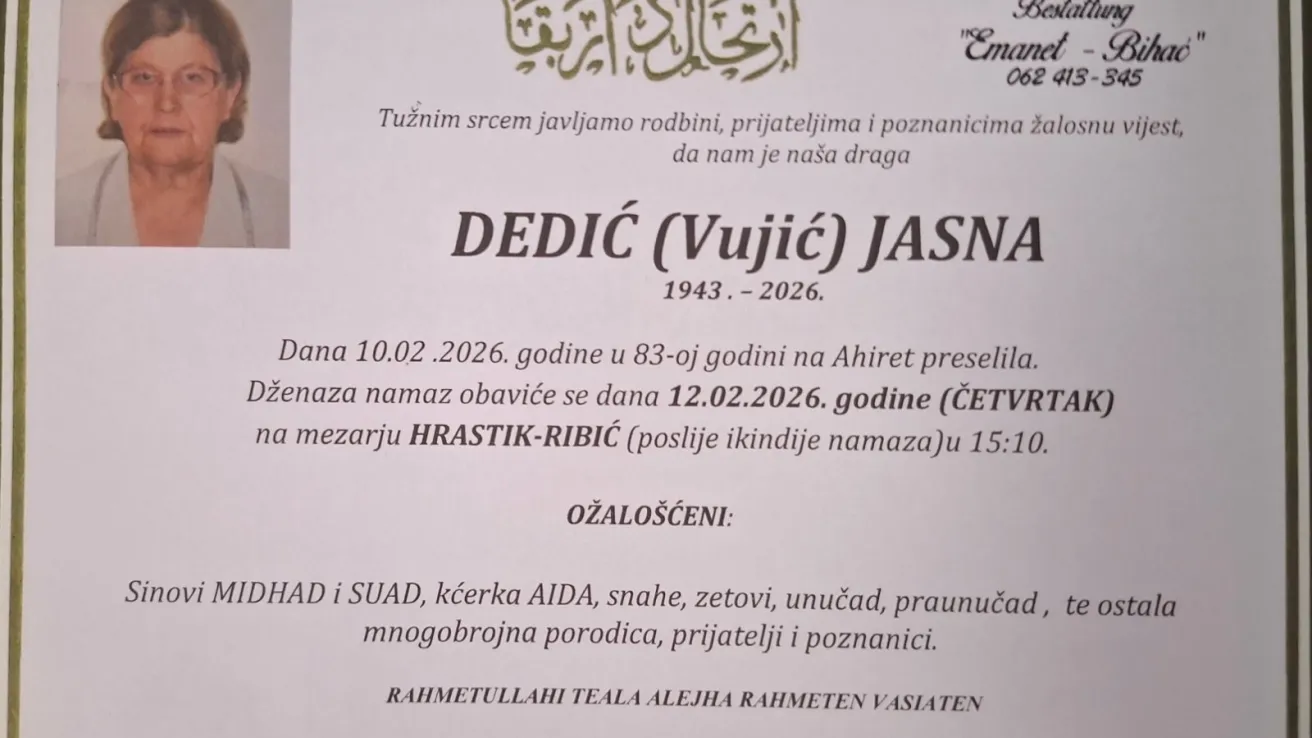 Bestattung
"Emanet - Bihać"
062 413-345
Tužnim srcem javljamo rodbini, prijateljima i poznanicima žalosnu vijest,
da nam je naša draga
DEDIĆ (Vujić) JASNA
1943 . – 2026.
Dana 10.02 .2026. godine u 83-oj godini na Ahiret preselila.
Dženaza namaz obaviće se dana 12.02.2026. godine (ČETVRTAK)
na mezarju HRASTIK-RIBIĆ (poslije ikindije namaza)u 15:10.
OŽALOŠĆENI:
Sinovi MIDHAD i SUAD, kćerka AIDA, snahe, zetovi, unučad, praunučad , te ostala
mnogobrojna porodica, prijatelji i poznanici.
RAHMETULLAHI TEALA ALEJHA RAHMETEN VASIATEN